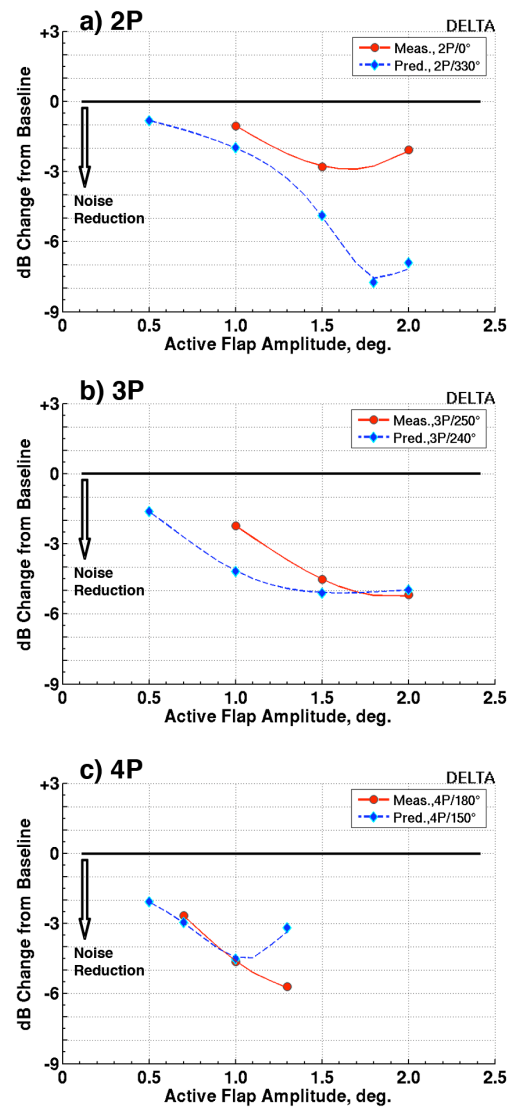 a) 2P
DELTA
Meas., 2P/0°
Pred., 2P/330°
+3
0
-3
-6
-9
dB Change from Baseline
Noise
Reduction
0 0.5 1.0 1.5 2.0 2.5
Active Flap Amplitude, deg.
b) 3P
DELTA
Meas.,3P/250°
Pred.,3P/240°
+3
0
-3
-6
-9
dB Change from Baseline
Noise
Reduction
0 0.5 1.0 1.5 2.0 2.5
Active Flap Amplitude, deg.
c) 4P
DELTA
Meas.,4P/180°
Pred.,4P/150°
+3
0
-3
-6
-9
dB Change from Baseline
Noise
Reduction
0 0.5 1.0 1.5 2.0 2.5
Active Flap Amplitude, deg.